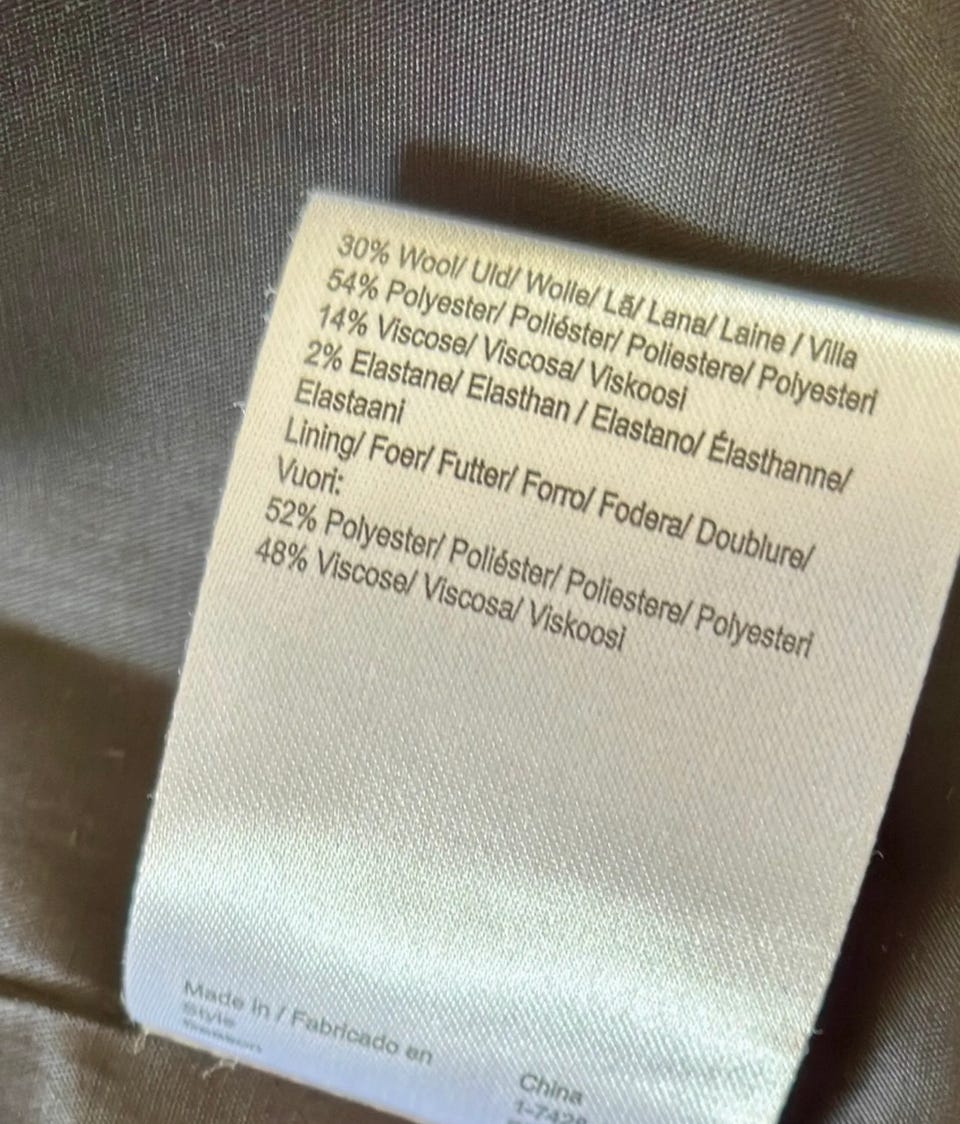 30% Wool/ Uld/ Wolle/ Lã/ Lana/ Laine / Villa
54% Polyester/ Poliéster/ Poliestere/ Polyesteri
14% Viscose/ Viscosa/ Viskoosi
2% Elastane/ Elasthan / Elastano/ Élasthanne/
Elastaani
Lining/ Foer/ Futter/ Forro/ Fodera/ Doublure/
Vuori:
52% Polyester/ Poliéster/ Poliestere/ Polyesteri
48% Viscose/ Viscosa/ Viskoosi
Made in / Fabricado en
China
Style
Season